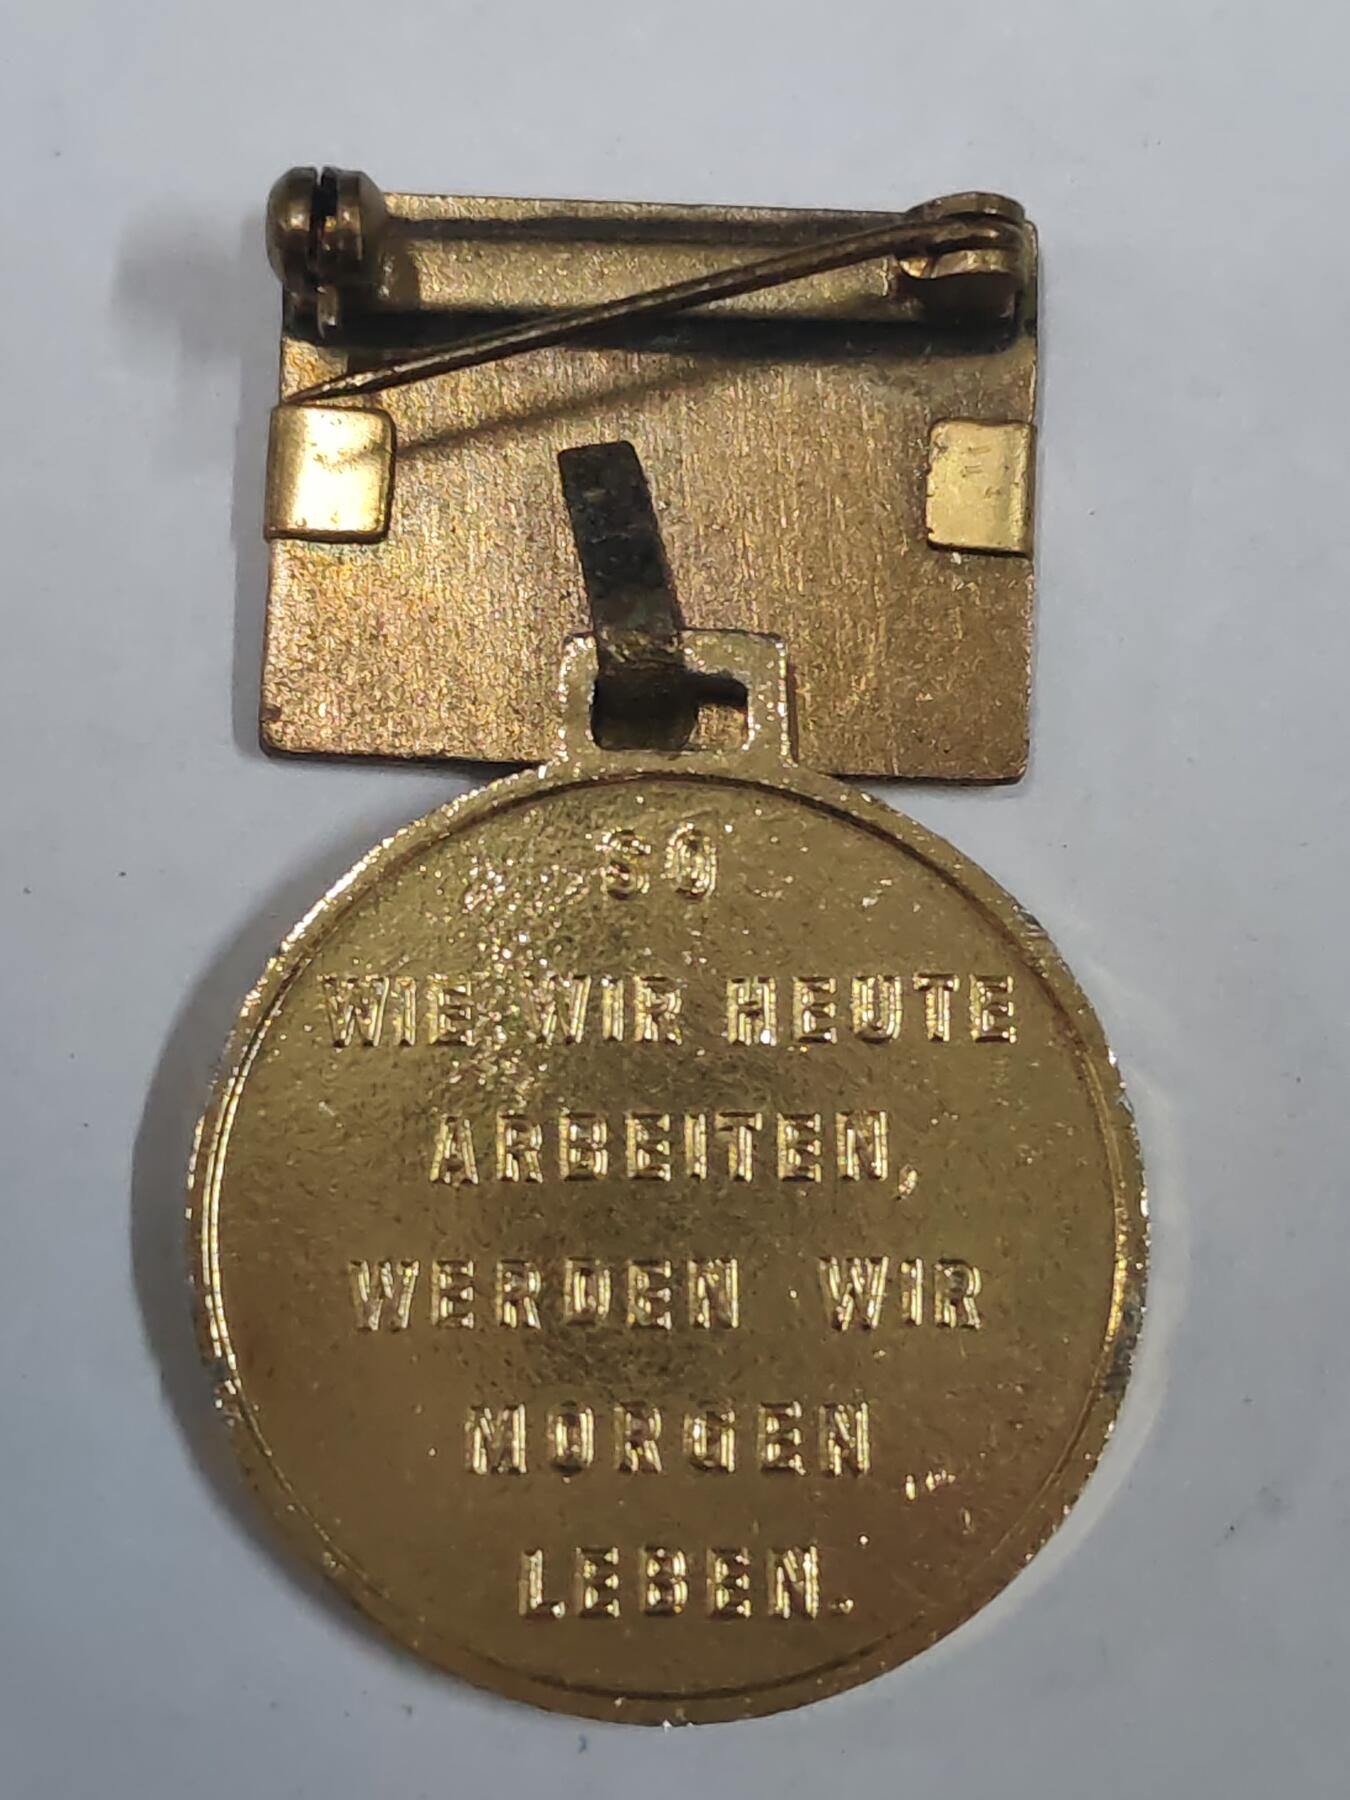 SO
WIE WIR HEUTE
ARBEITEN,
WERDEN WIR
MORGEN
LEBEN.